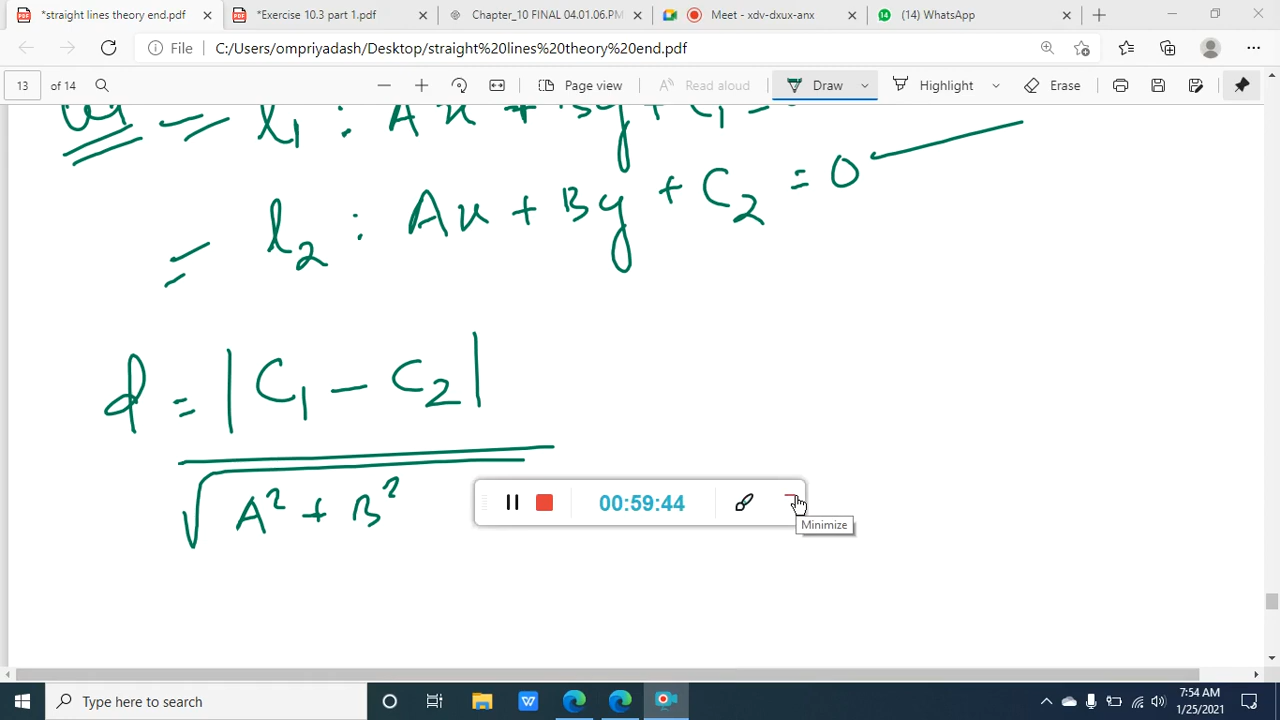 *straight lines theory end.pdf
*Exercise 10.3 part 1.pdf
Chapter_10 FINAL 04.01.06.PM
Meet - xdv-dxux-anx
(14) WhatsApp
File
C:/Users/ompriyadash/Desktop/straight%20lines%20theory%20end.pdf
13 of 14
Page view
Read aloud
Draw
Highlight
Erase
l₁ : Ax + By + C₁ =
= l₂ : Ax + By + C₂ = 0
d = |C₁ - C₂|
√A² + B²
00:59:44
Minimize
Type here to search
7:54 AM
1/25/2021